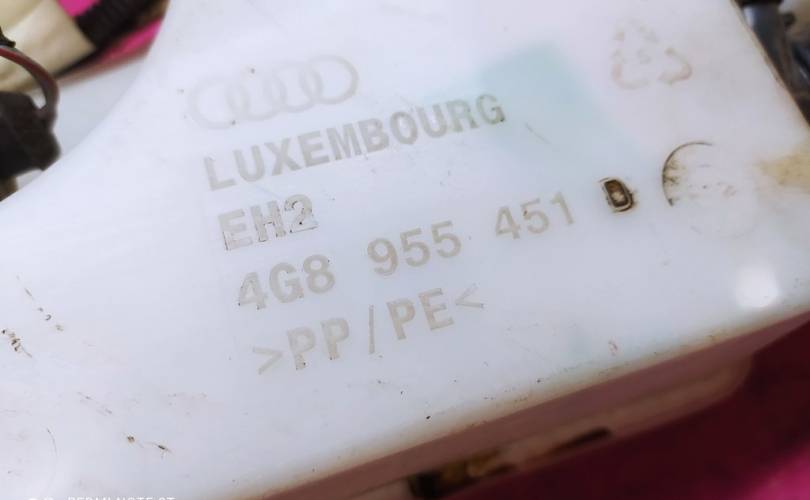 LUXEMBOURG
EH2
4G8 955 451 D
>PP/PE<